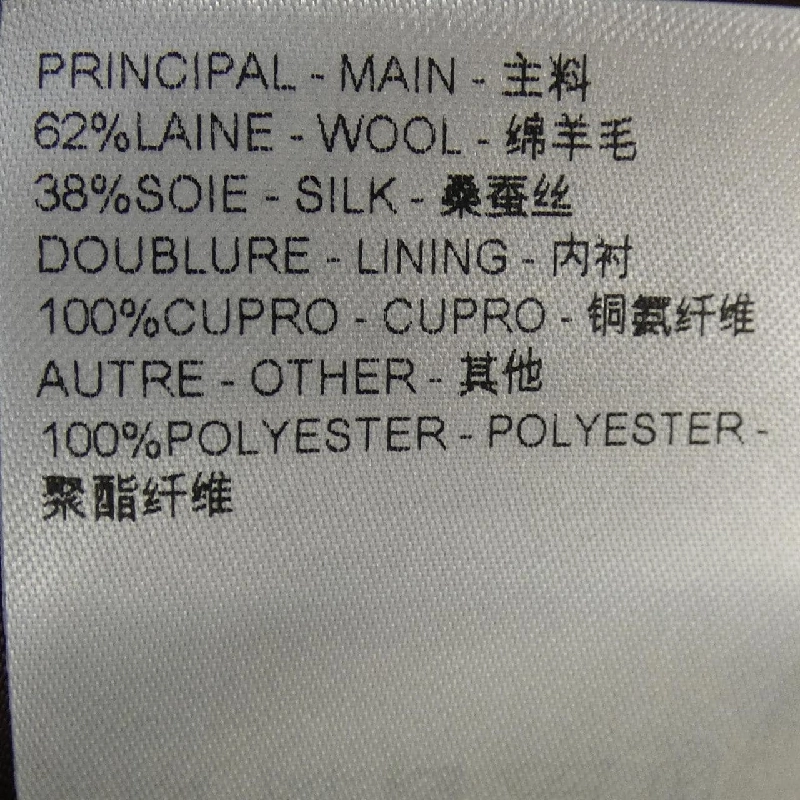 PRINCIPAL - MAIN - 主料
62%LAINE - WOOL - 绵羊毛
38%SOIE - SILK - 桑蚕丝
DOUBLURE - LINING - 内衬
100%CUPRO - CUPRO - 铜氨纤维
AUTRE - OTHER - 其他
100%POLYESTER - POLYESTER -
聚酯纤维